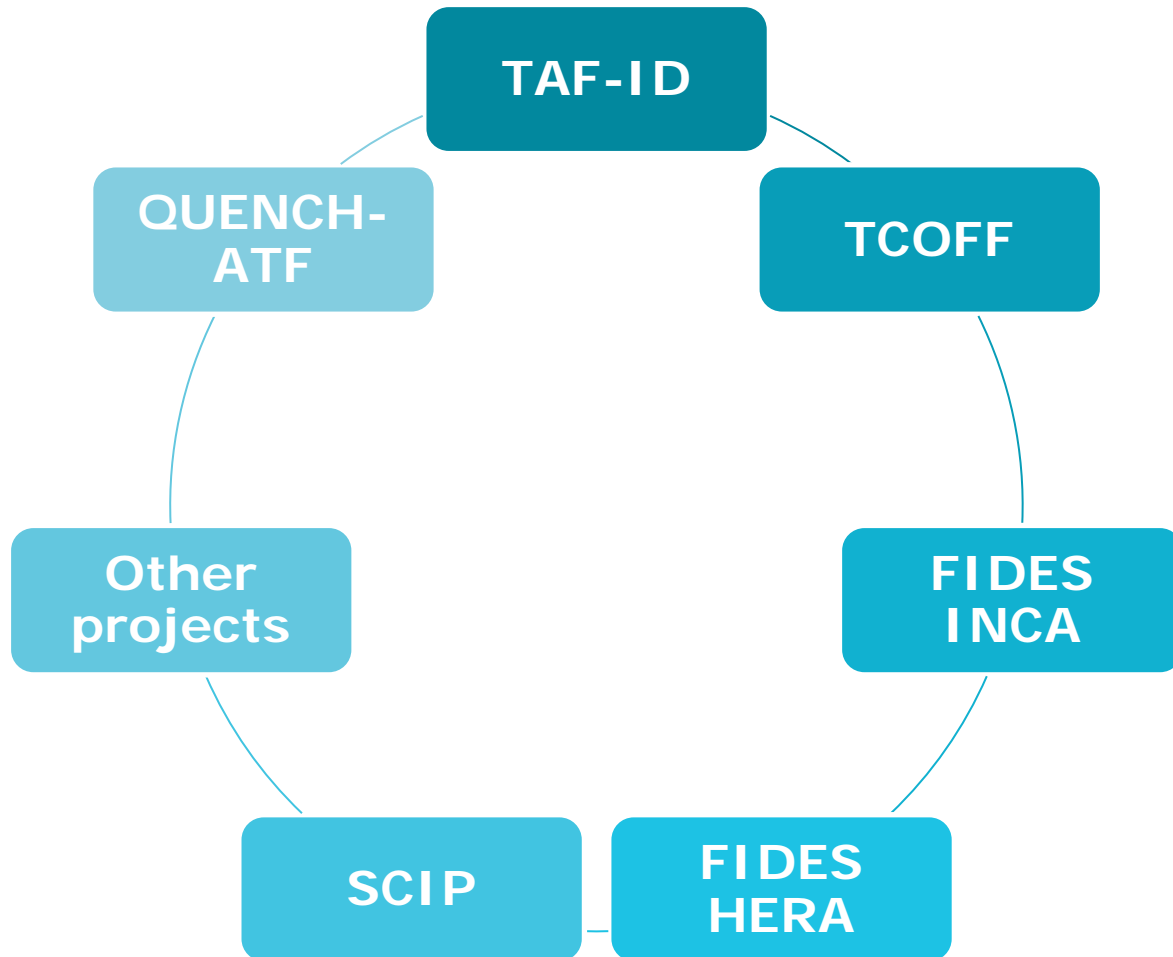 TAF-ID
TCOFF
FIDES
INCA
FIDES
HERA
SCIP
Other
projects
QUENCH-
ATF